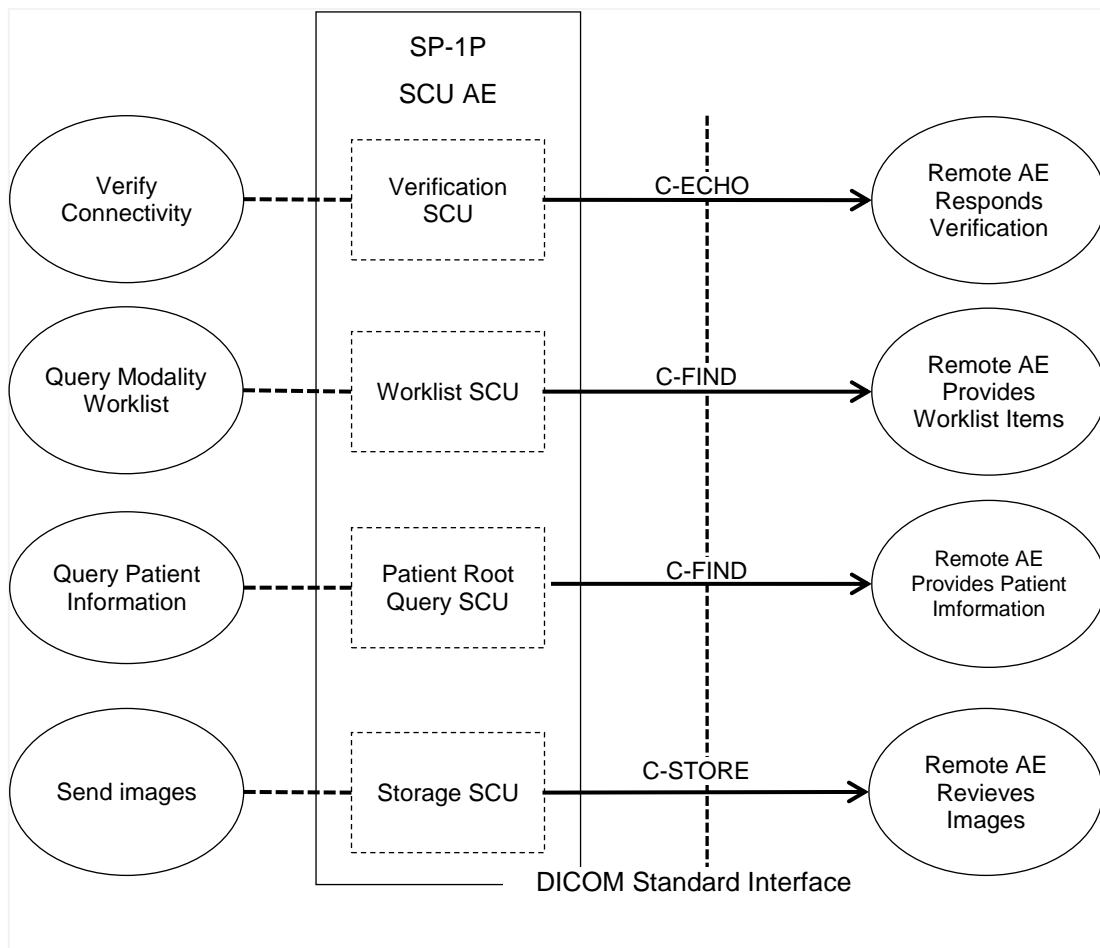 SP-1P
SCU AE
Verify
Connectivity
Verification
SCU
C-ECHO
Remote AE
Responds
Verification
Query Modality
Worklist
Worklist SCU
C-FIND
Remote AE
Provides
Worklist Items
Query Patient
Information
Patient Root
Query SCU
C-FIND
Remote AE
Provides Patient
Imformation
Send images
Storage SCU
C-STORE
Remote AE
Revieves
Images
DICOM Standard Interface